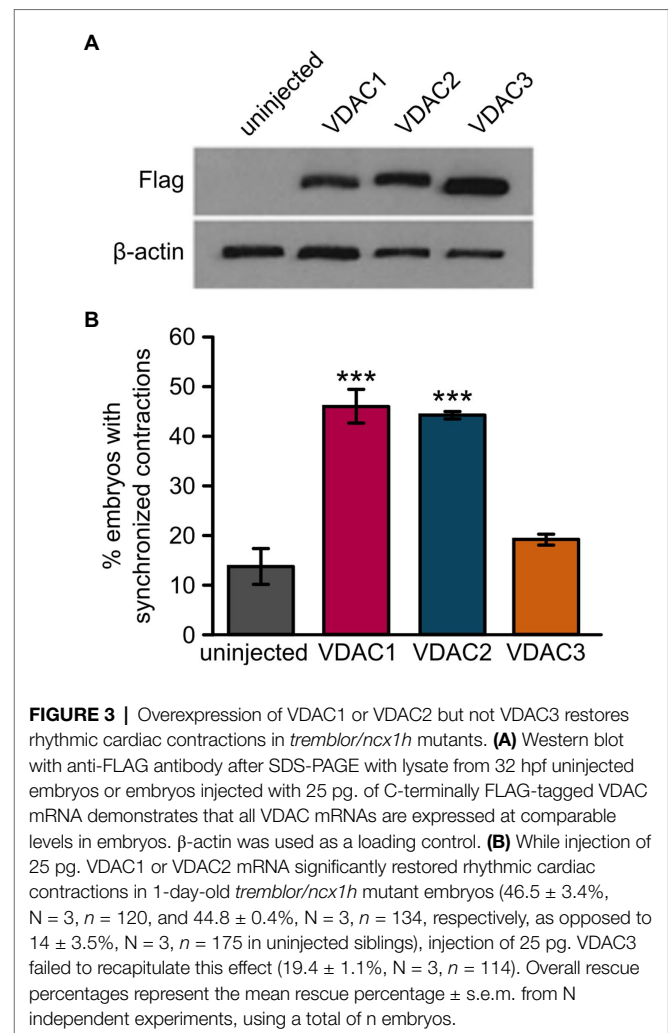 A
uninjected
VDAC1
VDAC2
VDAC3
Flag
β-actin
B
% embryos with
synchronized contractions
60
50
40
30
20
10
0
***
***
uninjected VDAC1 VDAC2 VDAC3
FIGURE 3 | Overexpression of VDAC1 or VDAC2 but not VDAC3 restores
rhythmic cardiac contractions in tremblor/ncx1h mutants. (A) Western blot
with anti-FLAG antibody after SDS-PAGE with lysate from 32 hpf uninjected
embryos or embryos injected with 25 pg. of C-terminally FLAG-tagged VDAC
mRNA demonstrates that all VDAC mRNAs are expressed at comparable
levels in embryos. β-actin was used as a loading control. (B) While injection of
25 pg. VDAC1 or VDAC2 mRNA significantly restored rhythmic cardiac
contractions in 1-day-old tremblor/ncx1h mutant embryos (46.5 ± 3.4%,
N = 3, n = 120, and 44.8 ± 0.4%, N = 3, n = 134, respectively, as opposed to
14 ± 3.5%, N = 3, n = 175 in uninjected siblings), injection of 25 pg. VDAC3
failed to recapitulate this effect (19.4 ± 1.1%, N = 3, n = 114). Overall rescue
percentages represent the mean rescue percentage ± s.e.m. from N
independent experiments, using a total of n embryos.